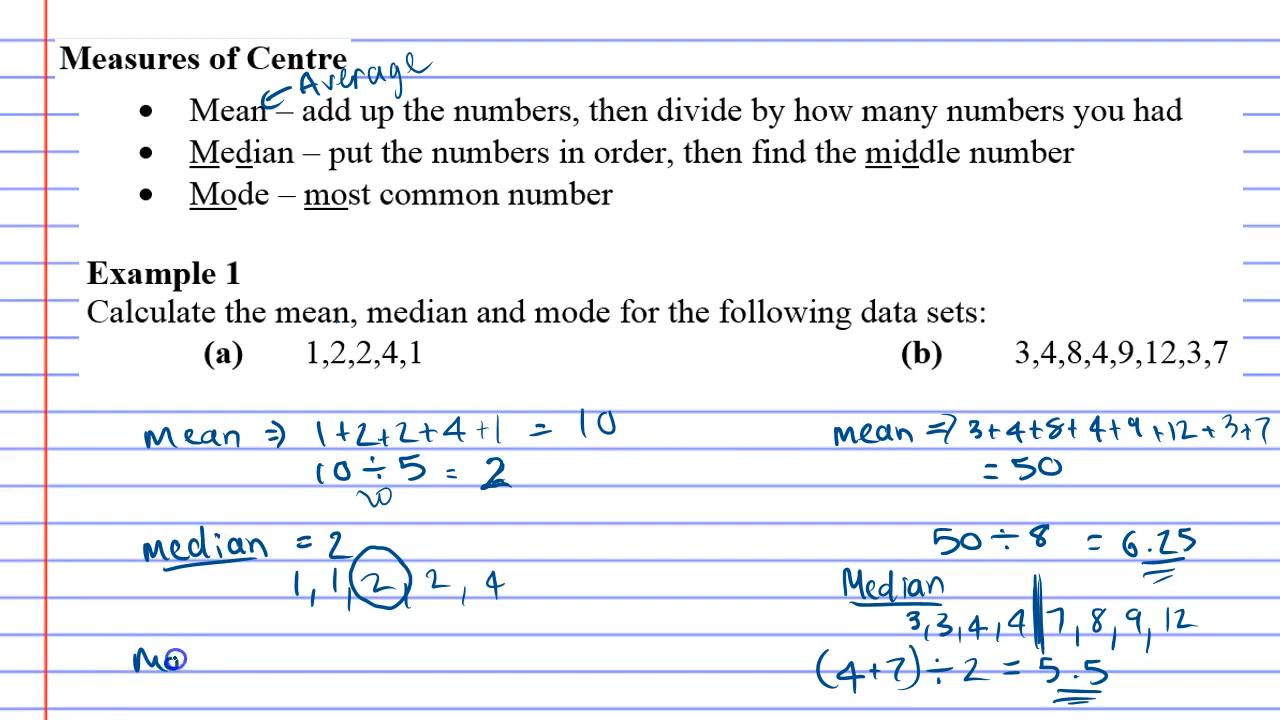 Measures of Centre
Average
• Mean – add up the numbers, then divide by how many numbers you had
• Median – put the numbers in order, then find the middle number
• Mode – most common number
Example 1
Calculate the mean, median and mode for the following data sets:
(a) 1,2,2,4,1
(b) 3,4,8,4,9,12,3,7
mean ⇒ 1+2+2+4+1 = 10
10 ÷ 5 = 2
median = 2
1, 1, 2, 2, 4
mo
mean ⇒ 3+4+8+4+9+12+3+7
= 50
50 ÷ 8 = 6.25
Median
3,3,4,4 7,8,9,12
(4+7) ÷ 2 = 5.5